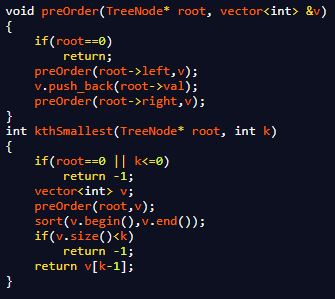 void preOrder(TreeNode* root, vector<int> &v)
{
    if(root==0)
        return;
    preOrder(root->left,v);
    v.push_back(root->val);
    preOrder(root->right,v);
}
int kthSmallest(TreeNode* root, int k)
{
    if(root==0 || k<=0)
        return -1;
    vector<int> v;
    preOrder(root,v);
    sort(v.begin(),v.end());
    if(v.size()<k)
        return -1;
    return v[k-1];
}